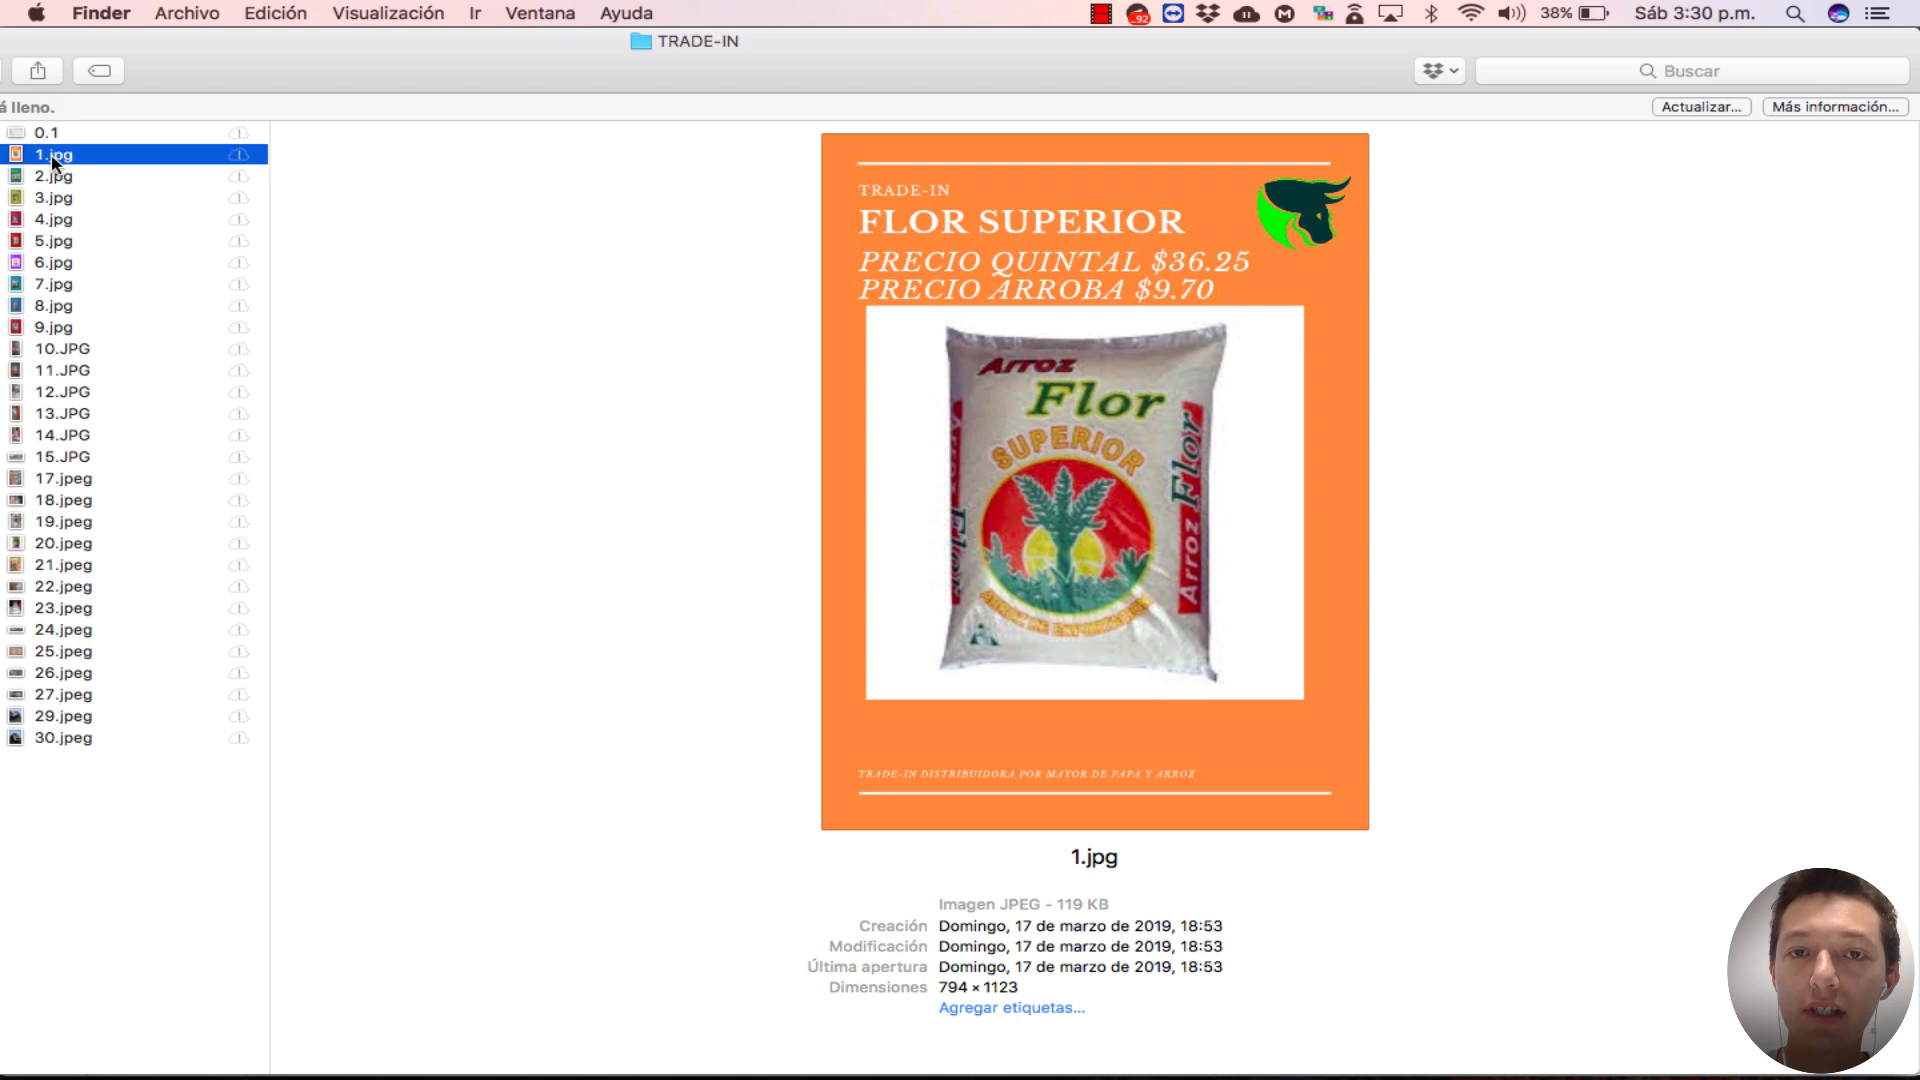 Finder Archivo Edición Visualización Ir Ventana Ayuda
92 38% Sáb 3:30 p.m.
TRADE-IN
Buscar
á lleno.
Actualizar... Más información...
0.1
1.jpg
2.jpg
3.jpg
4.jpg
5.jpg
6.jpg
7.jpg
8.jpg
9.jpg
10.JPG
11.JPG
12.JPG
13.JPG
14.JPG
15.JPG
17.jpeg
18.jpeg
19.jpeg
20.jpeg
21.jpeg
22.jpeg
23.jpeg
24.jpeg
25.jpeg
26.jpeg
27.jpeg
29.jpeg
30.jpeg
TRADE-IN
FLOR SUPERIOR
PRECIO QUINTAL $36.25
PRECIO ARROBA $9.70
Arroz
Flor
SUPERIOR
Arroz Flor
TRADE-IN DISTRIBUIDORA POR MAYOR DE PAPA Y ARROZ
1.jpg
Imagen JPEG - 119 KB
Creación Domingo, 17 de marzo de 2019, 18:53
Modificación Domingo, 17 de marzo de 2019, 18:53
Última apertura Domingo, 17 de marzo de 2019, 18:53
Dimensiones 794 × 1123
Agregar etiquetas...